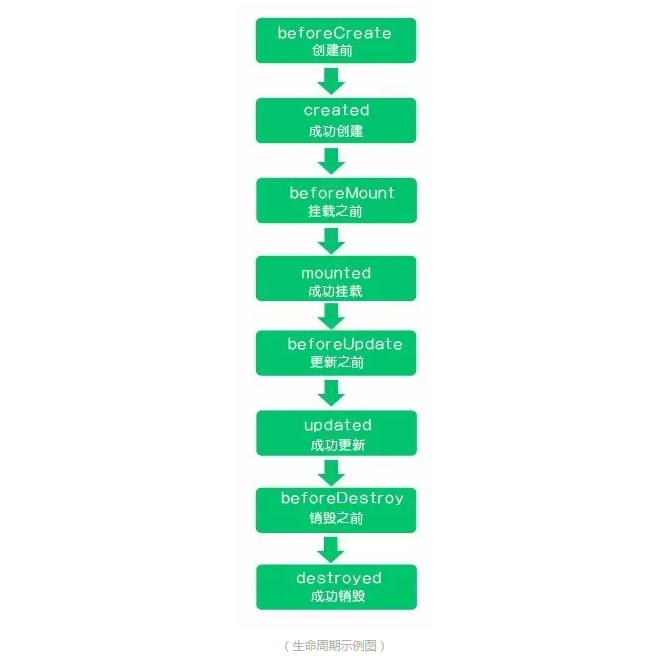 beforeCreate
创建前
created
成功创建
beforeMount
挂载之前
mounted
成功挂载
beforeUpdate
更新之前
updated
成功更新
beforeDestroy
销毁之前
destroyed
成功销毁
（生命周期示例图）